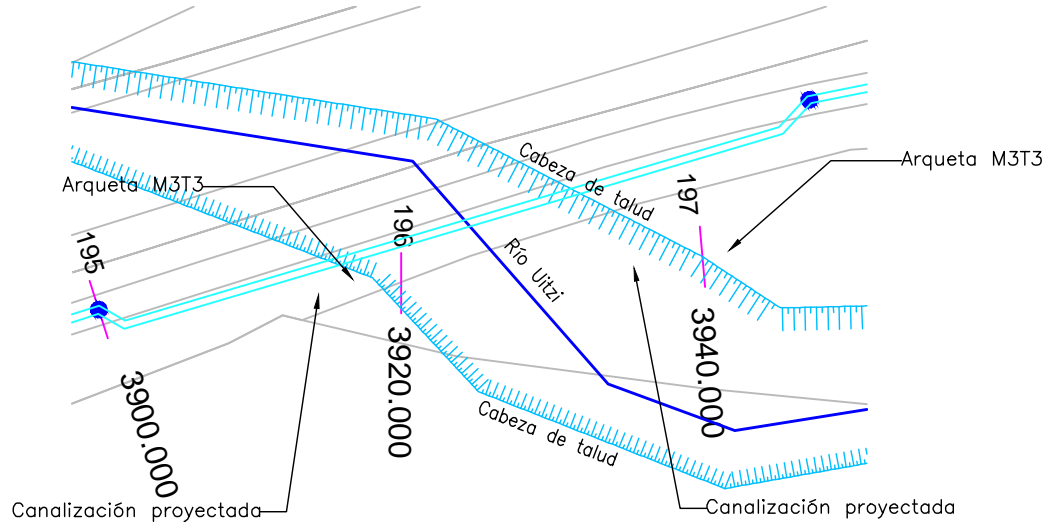 Cabeza de talud
Arqueta M3T3
Arqueta M3T3
197
196
Río Uitzi
195
3940.000
3920.000
3900.000
Cabeza de talud
Canalización proyectada
Canalización proyectada